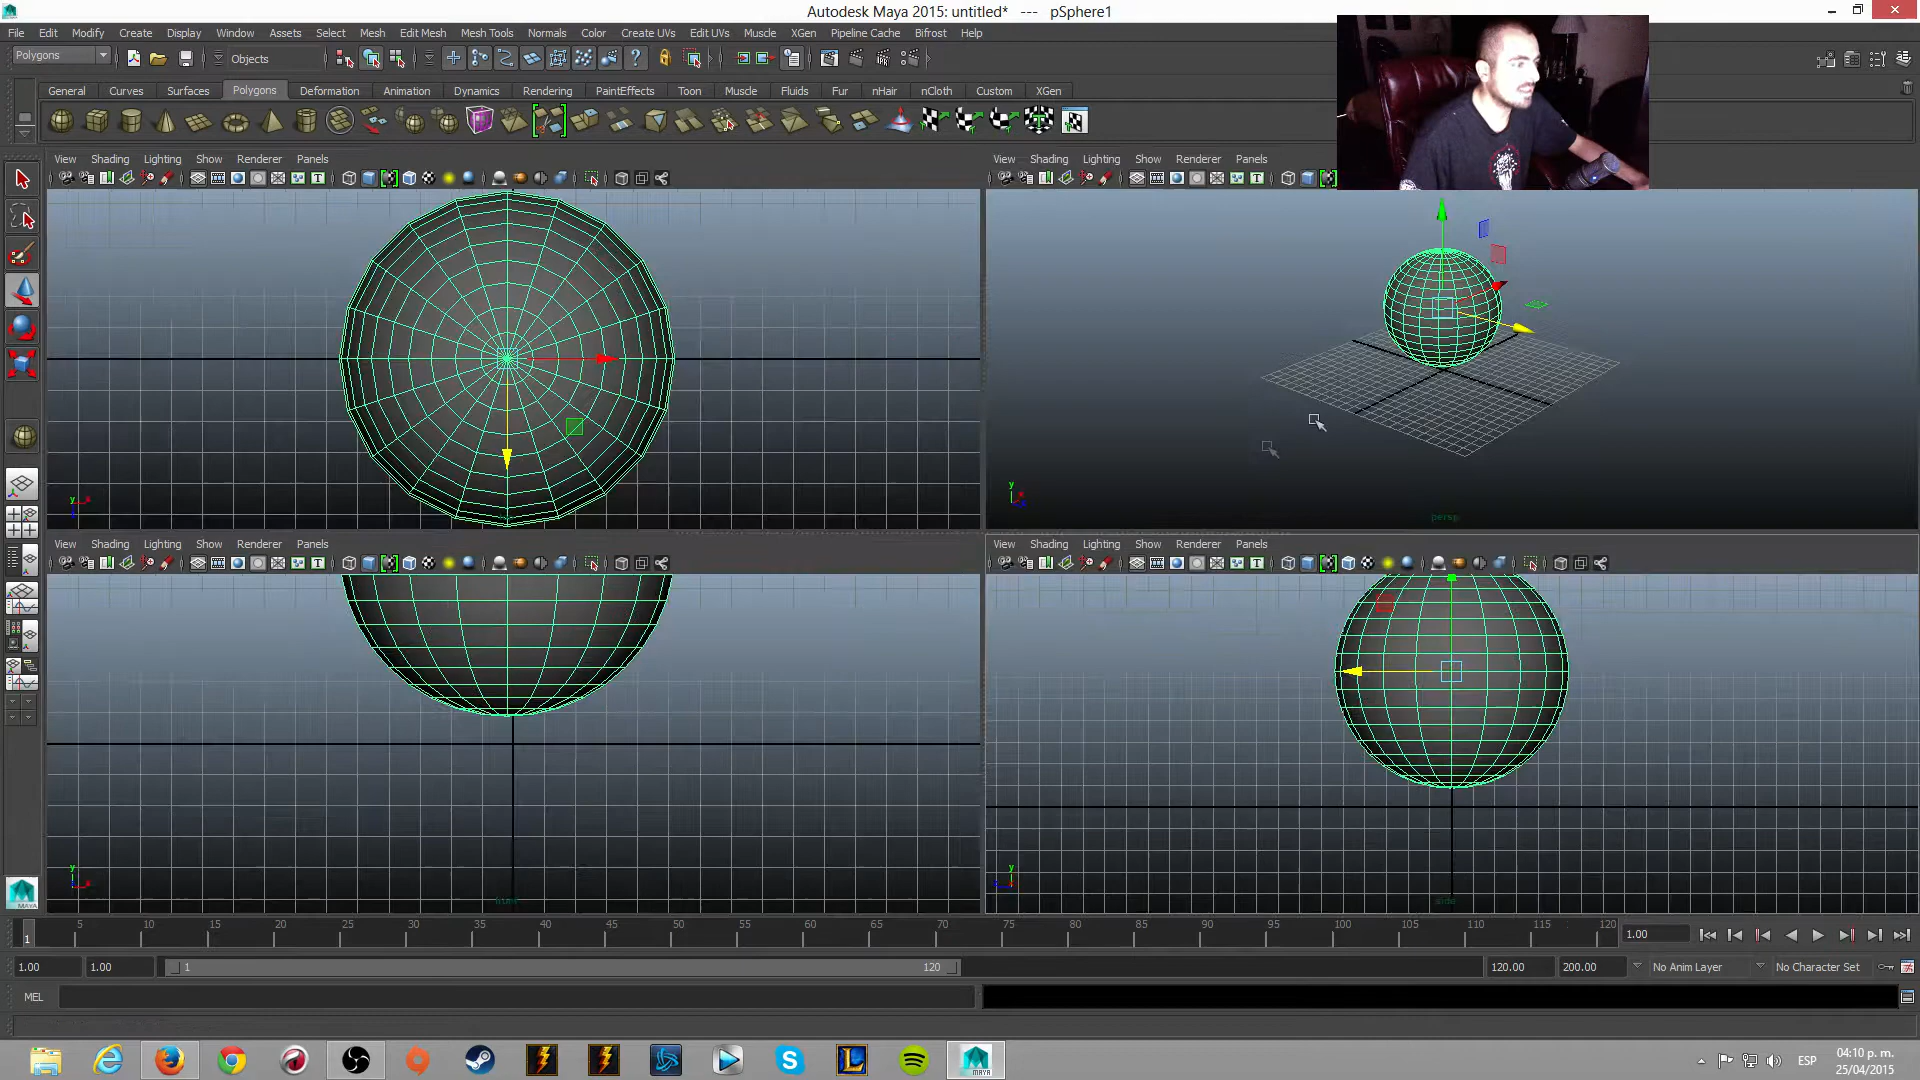 Autodesk Maya 2015: untitled* --- pSphere1
File Edit Modify Create Display Window Assets Select Mesh Edit Mesh Mesh Tools Normals Color Create UVs Edit UVs Muscle XGen Pipeline Cache Bifrost Help
Polygons Objects
General Curves Surfaces Polygons Deformation Animation Dynamics Rendering PaintEffects Toon Muscle Fluids Fur nHair nCloth Custom XGen
View Shading Lighting Show Renderer Panels
View Shading Lighting Show Renderer Panels
persp
View Shading Lighting Show Renderer Panels
View Shading Lighting Show Renderer Panels
side
5 10 15 20 25 30 35 40 45 50 55 60 65 70 75 80 85 90 95 100 105 110 115 120
1 1.00
1.00 1.00 1 120 120.00 200.00 No Anim Layer No Character Set
MEL
MAYA
ESP
04:10 p. m.
25/04/2015